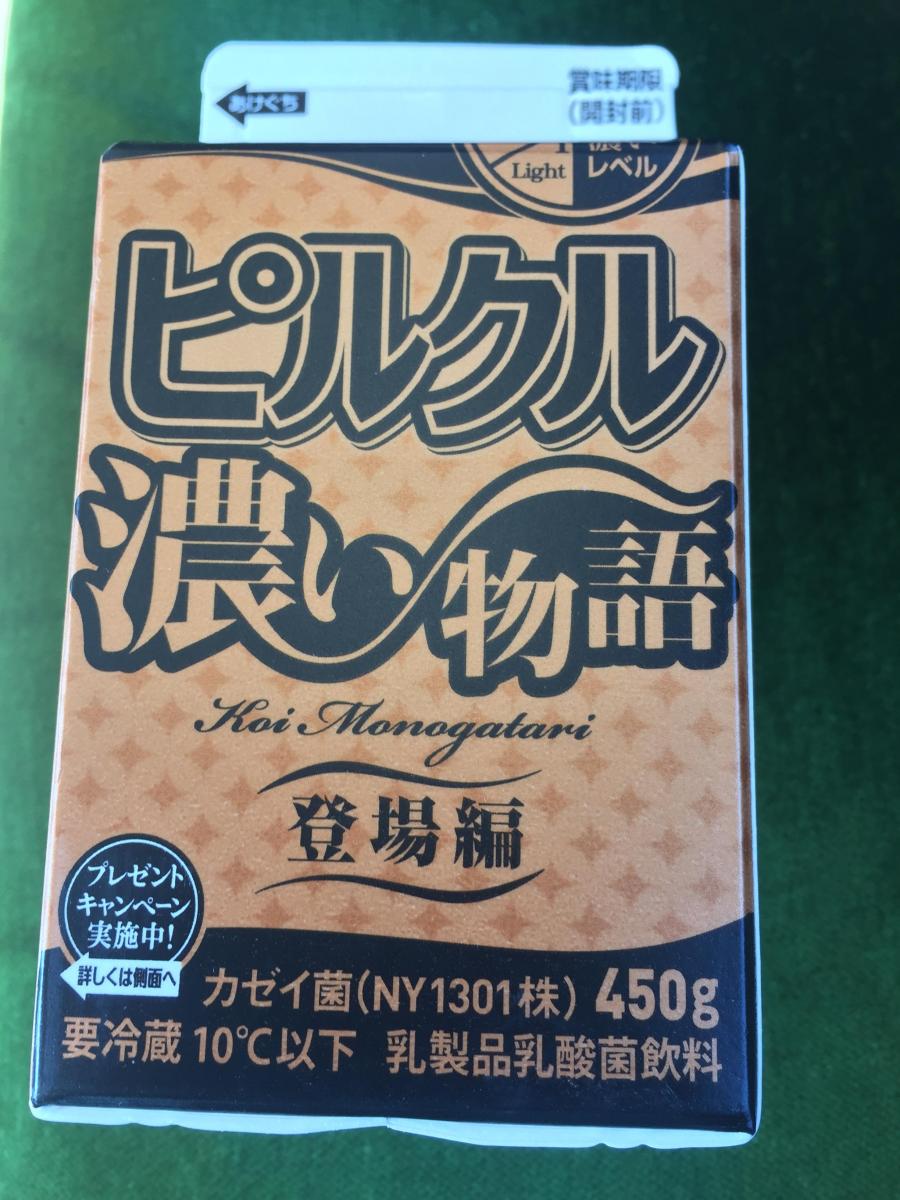 あけぐち
賞味期限
(開封前)
Light
濃い
レベル
ピルクル
濃い物語
Koi Monogatari
登場編
プレゼント
キャンペーン
実施中!
詳しくは側面へ
カゼイ菌(NY1301株) 450g
要冷蔵 10℃以下 乳製品乳酸菌飲料